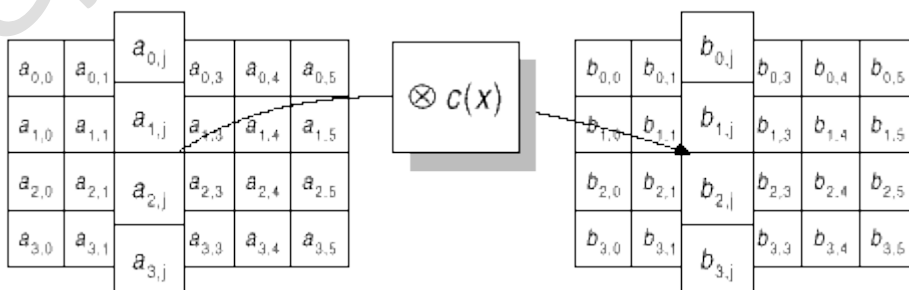 a0,0 a0,1 a0,j a0,3 a0,4 a0,5
a1,0 a1,1 a1,j a1,3 a1,4 a1,5
a2,0 a2,1 a2,j a2,3 a2,4 a2,5
a3,0 a3,1 a3,j a3,3 a3,4 a3,5
⊗ c(x)
b0,0 b0,1 b0,j b0,3 b0,4 b0,5
b1,0 b1,1 b1,j b1,3 b1,4 b1,5
b2,0 b2,1 b2,j b2,3 b2,4 b2,5
b3,0 b3,1 b3,j b3,3 b3,4 b3,5